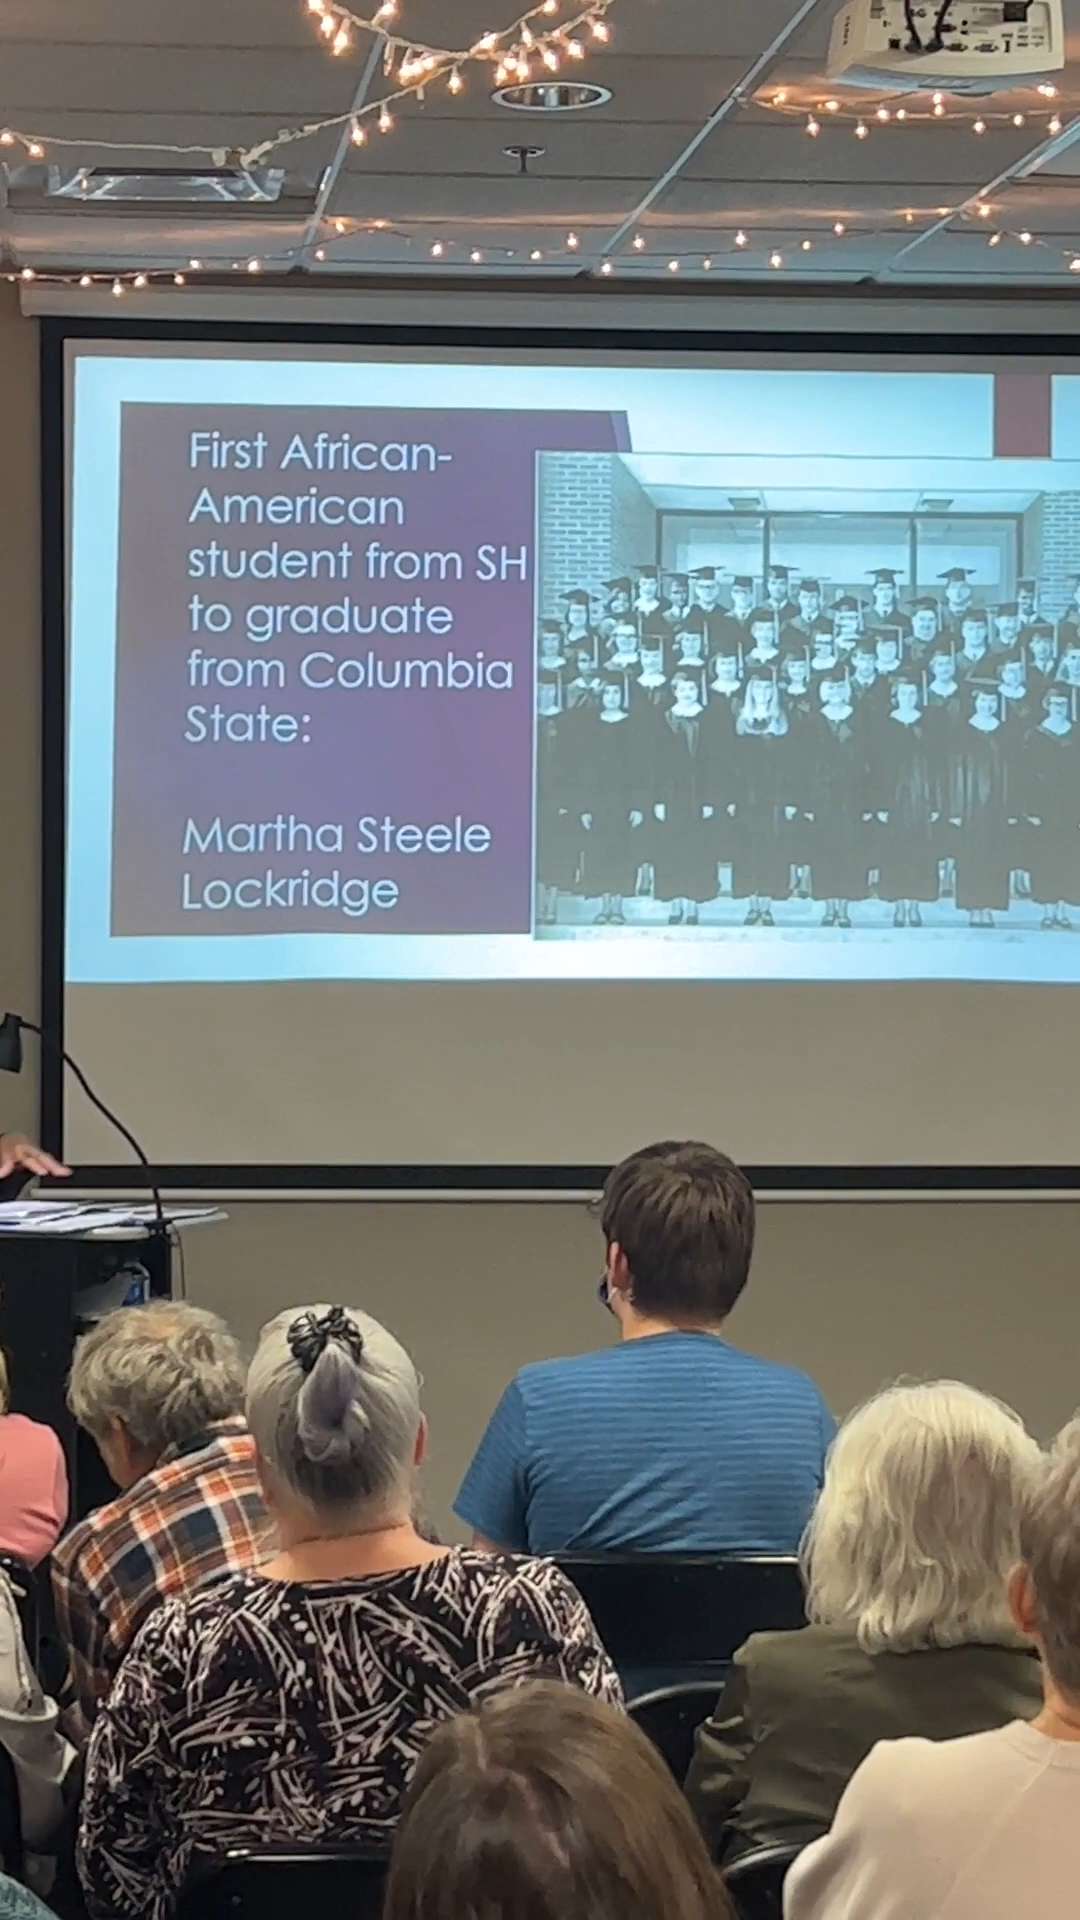 First African-
American
student from SH
to graduate
from Columbia
State:
Martha Steele
Lockridge